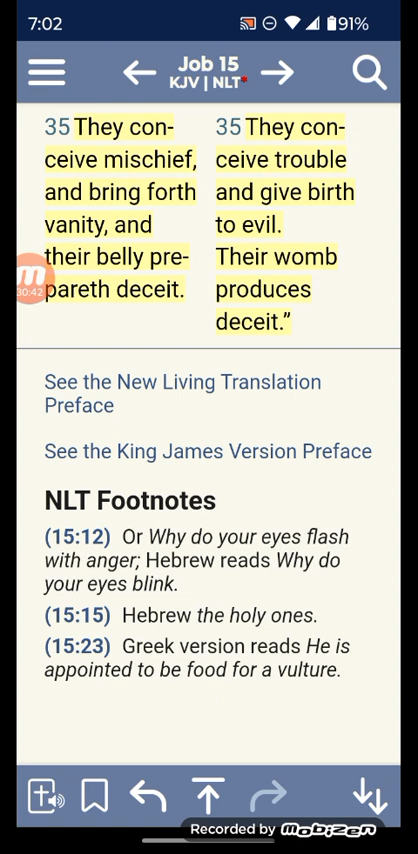 7:02
91%
Job 15
KJV | NLT*
35 They con-
ceive mischief,
and bring forth
vanity, and
their belly pre-
pareth deceit.
35 They con-
ceive trouble
and give birth
to evil.
Their womb
produces
deceit.”
30:42
See the New Living Translation
Preface
See the King James Version Preface
NLT Footnotes
(15:12) Or Why do your eyes flash
with anger; Hebrew reads Why do
your eyes blink.
(15:15) Hebrew the holy ones.
(15:23) Greek version reads He is
appointed to be food for a vulture.
Recorded by mobizen